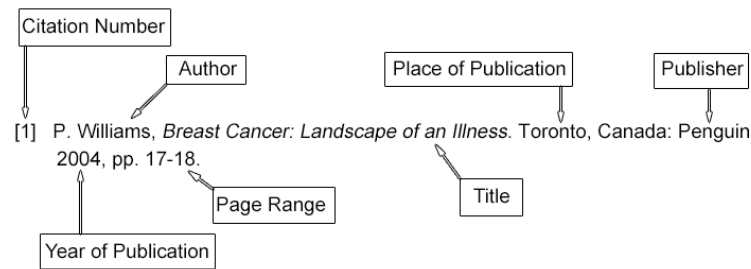 Citation Number
Author
Place of Publication
Publisher
[1] P. Williams, Breast Cancer: Landscape of an Illness. Toronto, Canada: Penguin
2004, pp. 17-18.
Page Range
Title
Year of Publication